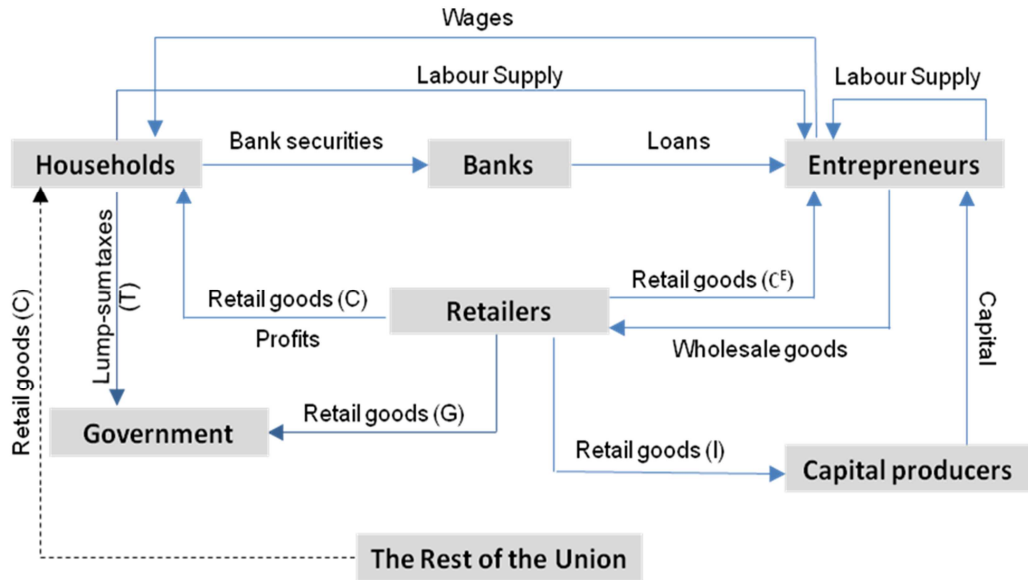 Wages
Labour Supply
Labour Supply
Households
Bank securities
Banks
Loans
Entrepreneurs
Retail goods (C)
Lump-sum taxes
(T)
Retail goods (C)
Profits
Retailers
Retail goods (Cᴱ)
Wholesale goods
Capital
Government
Retail goods (G)
Retail goods (I)
Capital producers
The Rest of the Union